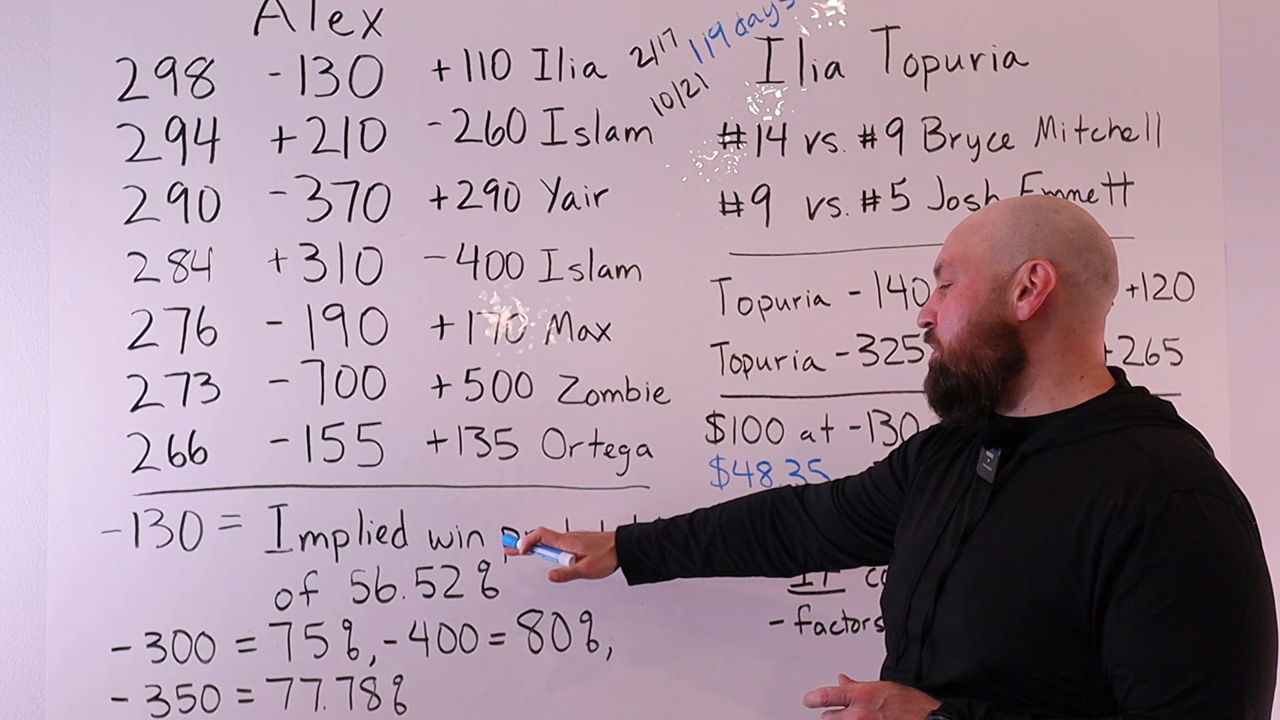 Alex
298 -130 +110 Ilia 2/17 119 days
294 +210 -260 Islam 10/21
290 -370 +290 Yair
284 +310 -400 Islam
276 -190 +170 Max
273 -700 +500 Zombie
266 -155 +135 Ortega
-130 = Implied win
of 56.52%
-300 = 75%, -400 = 80%,
-350 = 77.78%
Ilia Topuria
#14 vs. #9 Bryce Mitchell
#9 vs. #5 Josh Emmett
Topuria -140 +120
Topuria -325 +265
$100 at -130
$48.35
- factors